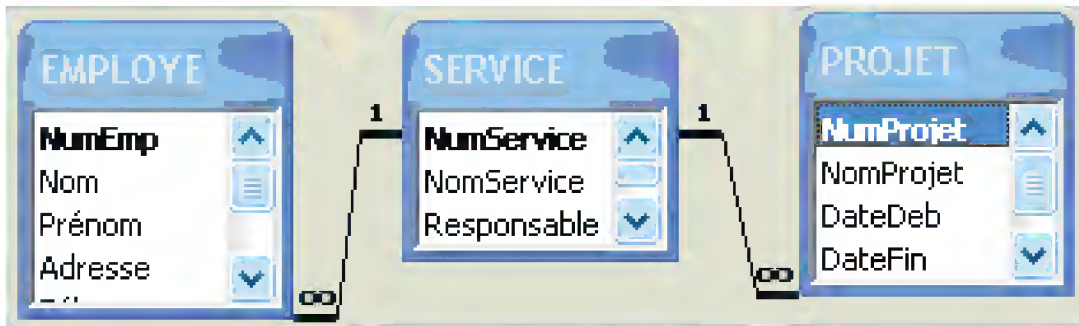 EMPLOYE
NumEmp
Nom
Prénom
Adresse
1
∞
SERVICE
NumService
NomService
Responsable
1
∞
PROJET
NumProjet
NomProjet
DateDeb
DateFin